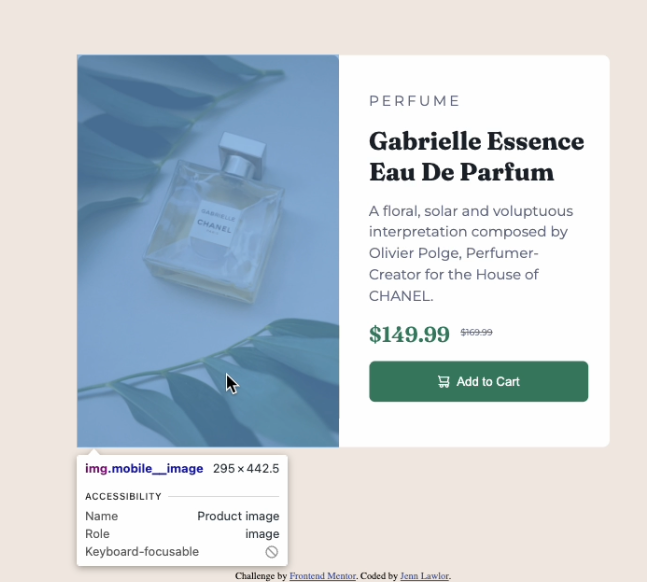 GABRIELLE
CHANEL
PERFUME
Gabrielle Essence
Eau De Parfum
A floral, solar and voluptuous
interpretation composed by
Olivier Polge, Perfumer-
Creator for the House of
CHANEL.
$149.99 $169.99
Add to Cart
img.mobile__image 295 × 442.5
ACCESSIBILITY
Name Product image
Role image
Keyboard-focusable
Challenge by Frontend Mentor. Coded by Jenn Lawlor.